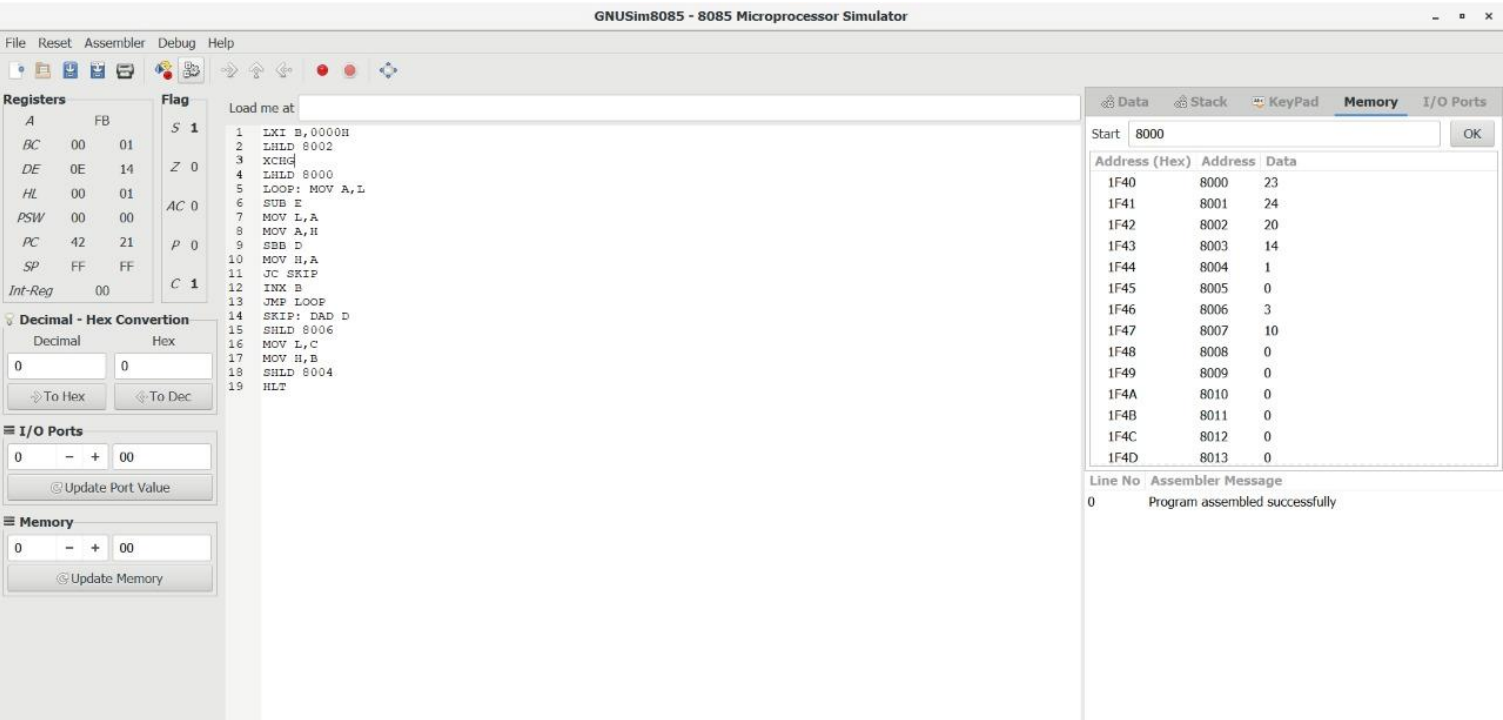 GNUSim8085 - 8085 Microprocessor Simulator
File Reset Assembler Debug Help
Registers
A FB
BC 00 01
DE 0E 14
HL 00 01
PSW 00 00
PC 42 21
SP FF FF
Int-Reg 00
Flag
S 1
Z 0
AC 0
P 0
C 1
Decimal - Hex Convertion
Decimal Hex
0 0
To Hex To Dec
I/O Ports
0 - + 00
Update Port Value
Memory
0 - + 00
Update Memory
Load me at
1 LXI B,0000H
2 LHLD 8002
3 XCHG
4 LHLD 8000
5 LOOP: MOV A,L
6 SUB E
7 MOV L,A
8 MOV A,H
9 SBB D
10 MOV H,A
11 JC SKIP
12 INX B
13 JMP LOOP
14 SKIP: DAD D
15 SHLD 8006
16 MOV L,C
17 MOV H,B
18 SHLD 8004
19 HLT
Data Stack KeyPad Memory I/O Ports
Start 8000 OK
Address (Hex) Address Data
1F40 8000 23
1F41 8001 24
1F42 8002 20
1F43 8003 14
1F44 8004 1
1F45 8005 0
1F46 8006 3
1F47 8007 10
1F48 8008 0
1F49 8009 0
1F4A 8010 0
1F4B 8011 0
1F4C 8012 0
1F4D 8013 0
Line No Assembler Message
0 Program assembled successfully